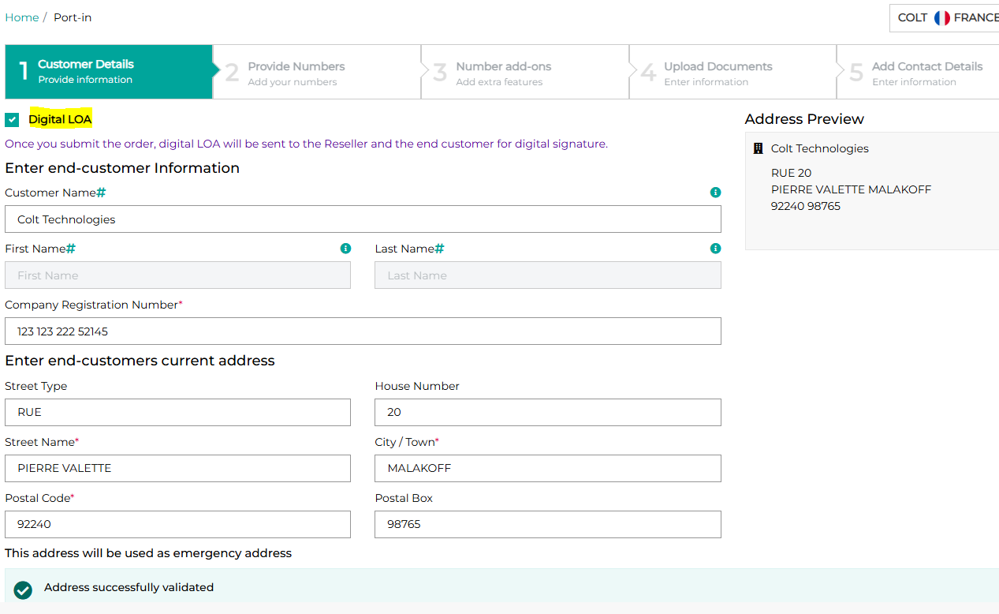 Home / Port-in
COLT FRANCE
1 Customer Details
Provide information
2 Provide Numbers
Add your numbers
3 Number add-ons
Add extra features
4 Upload Documents
Enter information
5 Add Contact Details
Enter information
Digital LOA
Once you submit the order, digital LOA will be sent to the Reseller and the end customer for digital signature.
Enter end-customer Information
Customer Name#
Colt Technologies
First Name#
Last Name#
First Name
Last Name
Company Registration Number*
123 123 222 52145
Enter end-customers current address
Street Type
House Number
RUE
20
Street Name*
City / Town*
PIERRE VALETTE
MALAKOFF
Postal Code*
Postal Box
92240
98765
This address will be used as emergency address
Address successfully validated
Address Preview
Colt Technologies
RUE 20
PIERRE VALETTE MALAKOFF
92240 98765